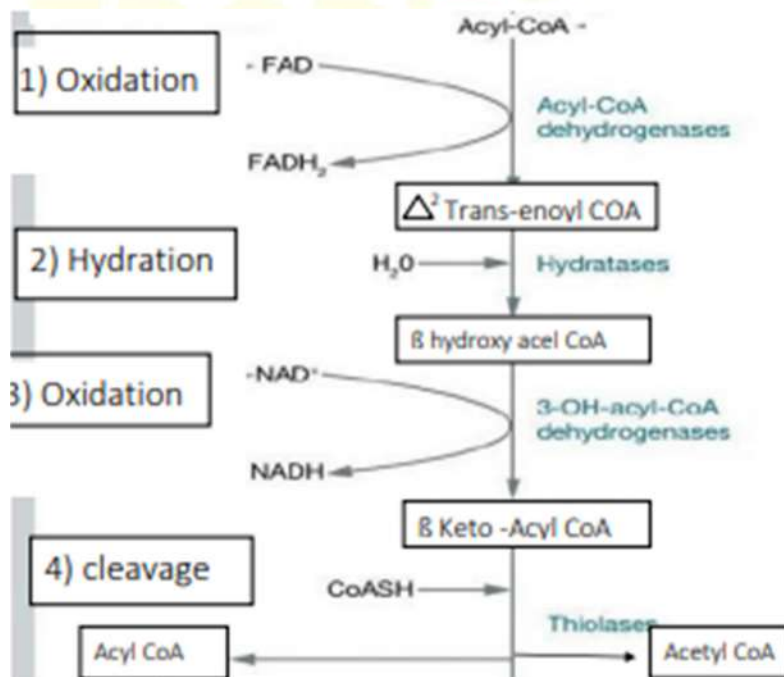 Acyl-CoA -
1) Oxidation
- FAD
Acyl-CoA
dehydrogenases
FADH₂
△² Trans-enoyl COA
2) Hydration
H₂0
Hydratases
ß hydroxy acel CoA
3) Oxidation
-NAD⁺
3-OH-acyl-CoA
dehydrogenases
NADH
ß Keto -Acyl CoA
4) cleavage
CoASH
Thiolases
Acyl CoA
Acetyl CoA